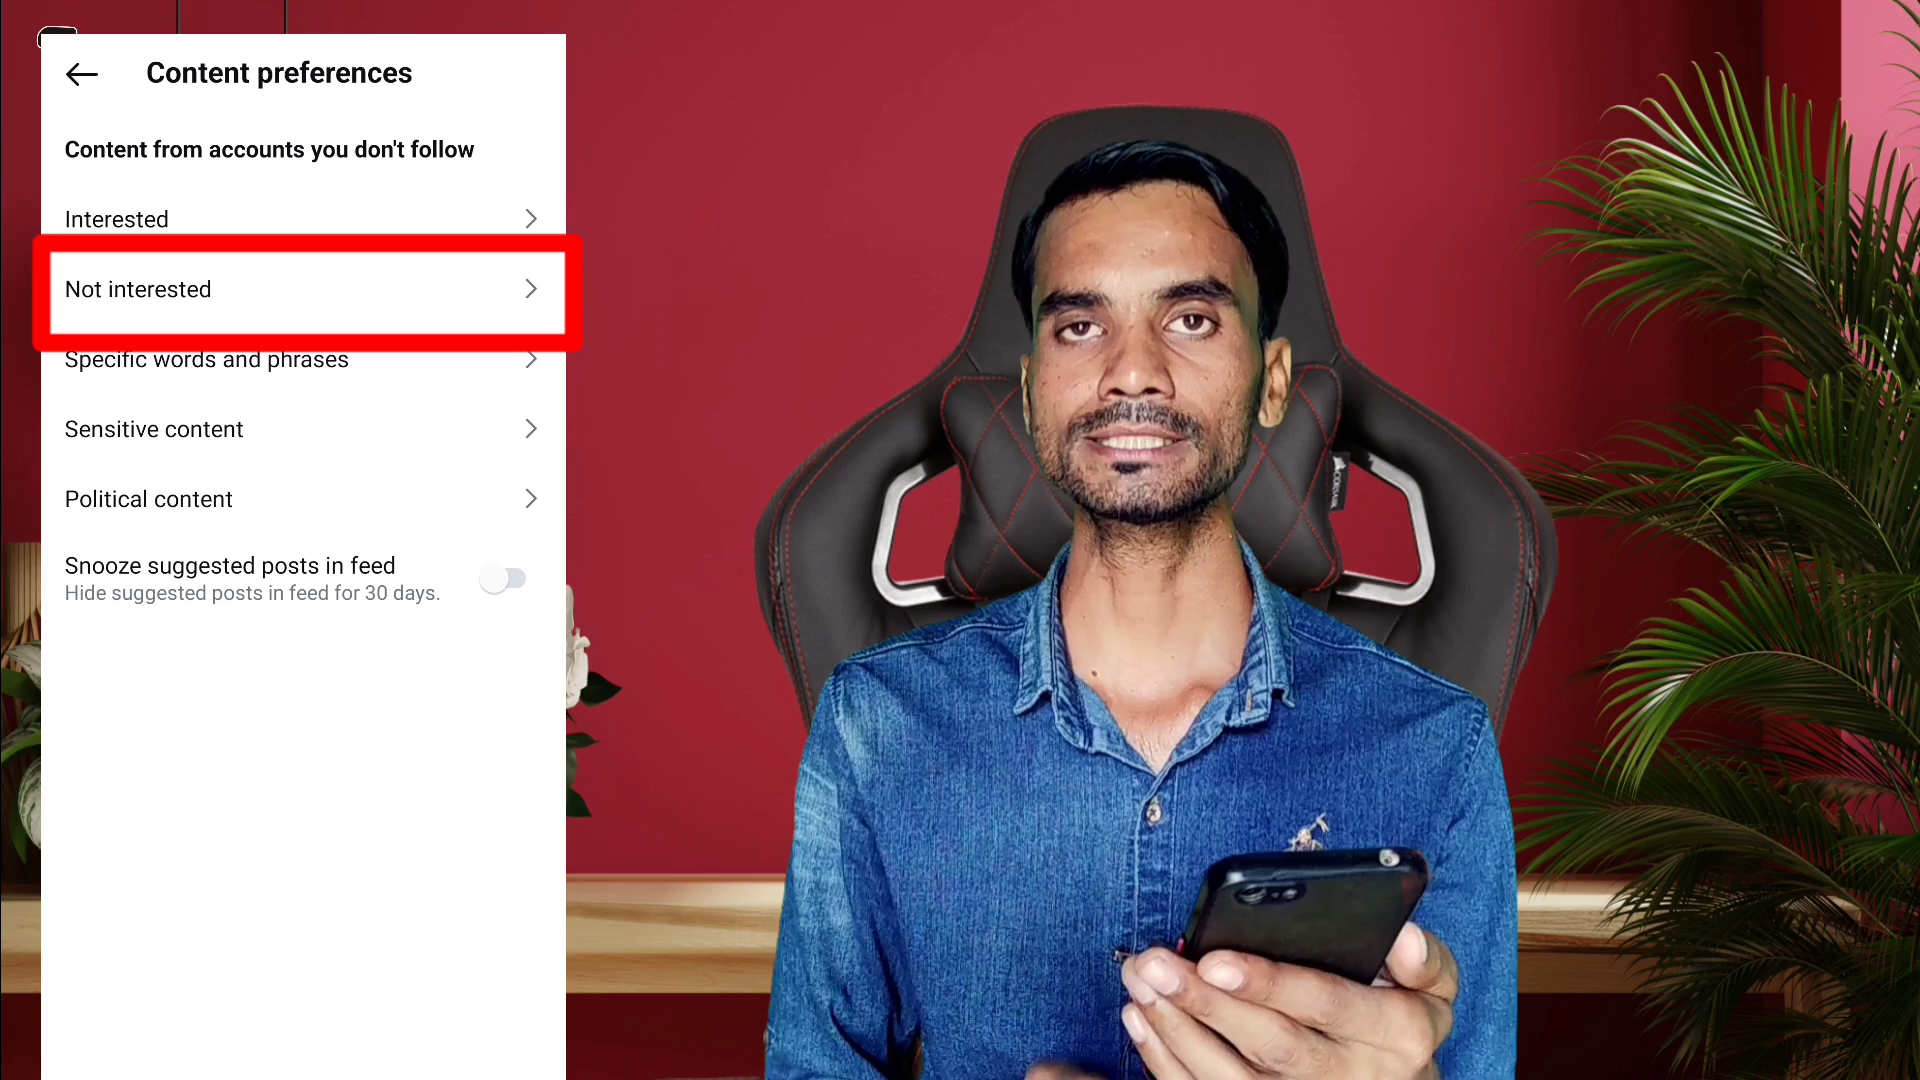 Content preferences
Content from accounts you don't follow
Interested
Not interested
Specific words and phrases
Sensitive content
Political content
Snooze suggested posts in feed
Hide suggested posts in feed for 30 days.
CORSAIR